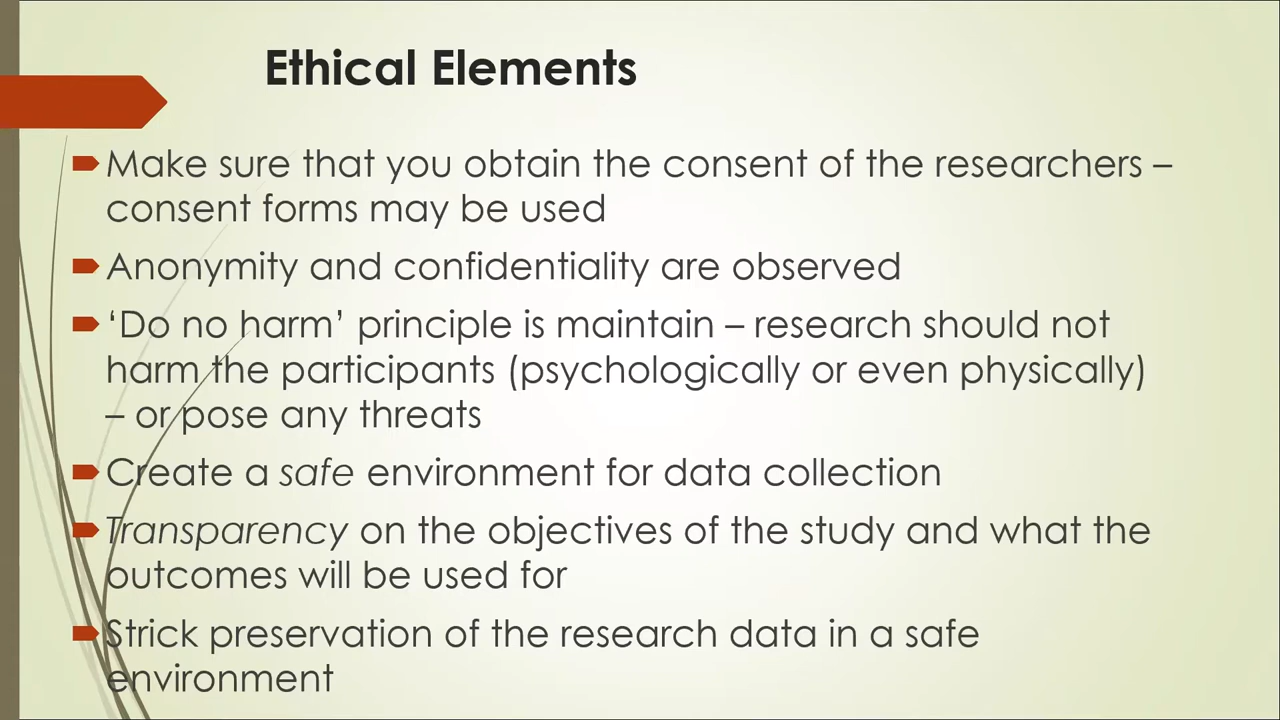 Ethical Elements
Make sure that you obtain the consent of the researchers –
consent forms may be used
Anonymity and confidentiality are observed
‘Do no harm’ principle is maintain – research should not
harm the participants (psychologically or even physically)
– or pose any threats
Create a safe environment for data collection
Transparency on the objectives of the study and what the
outcomes will be used for
Strick preservation of the research data in a safe
environment